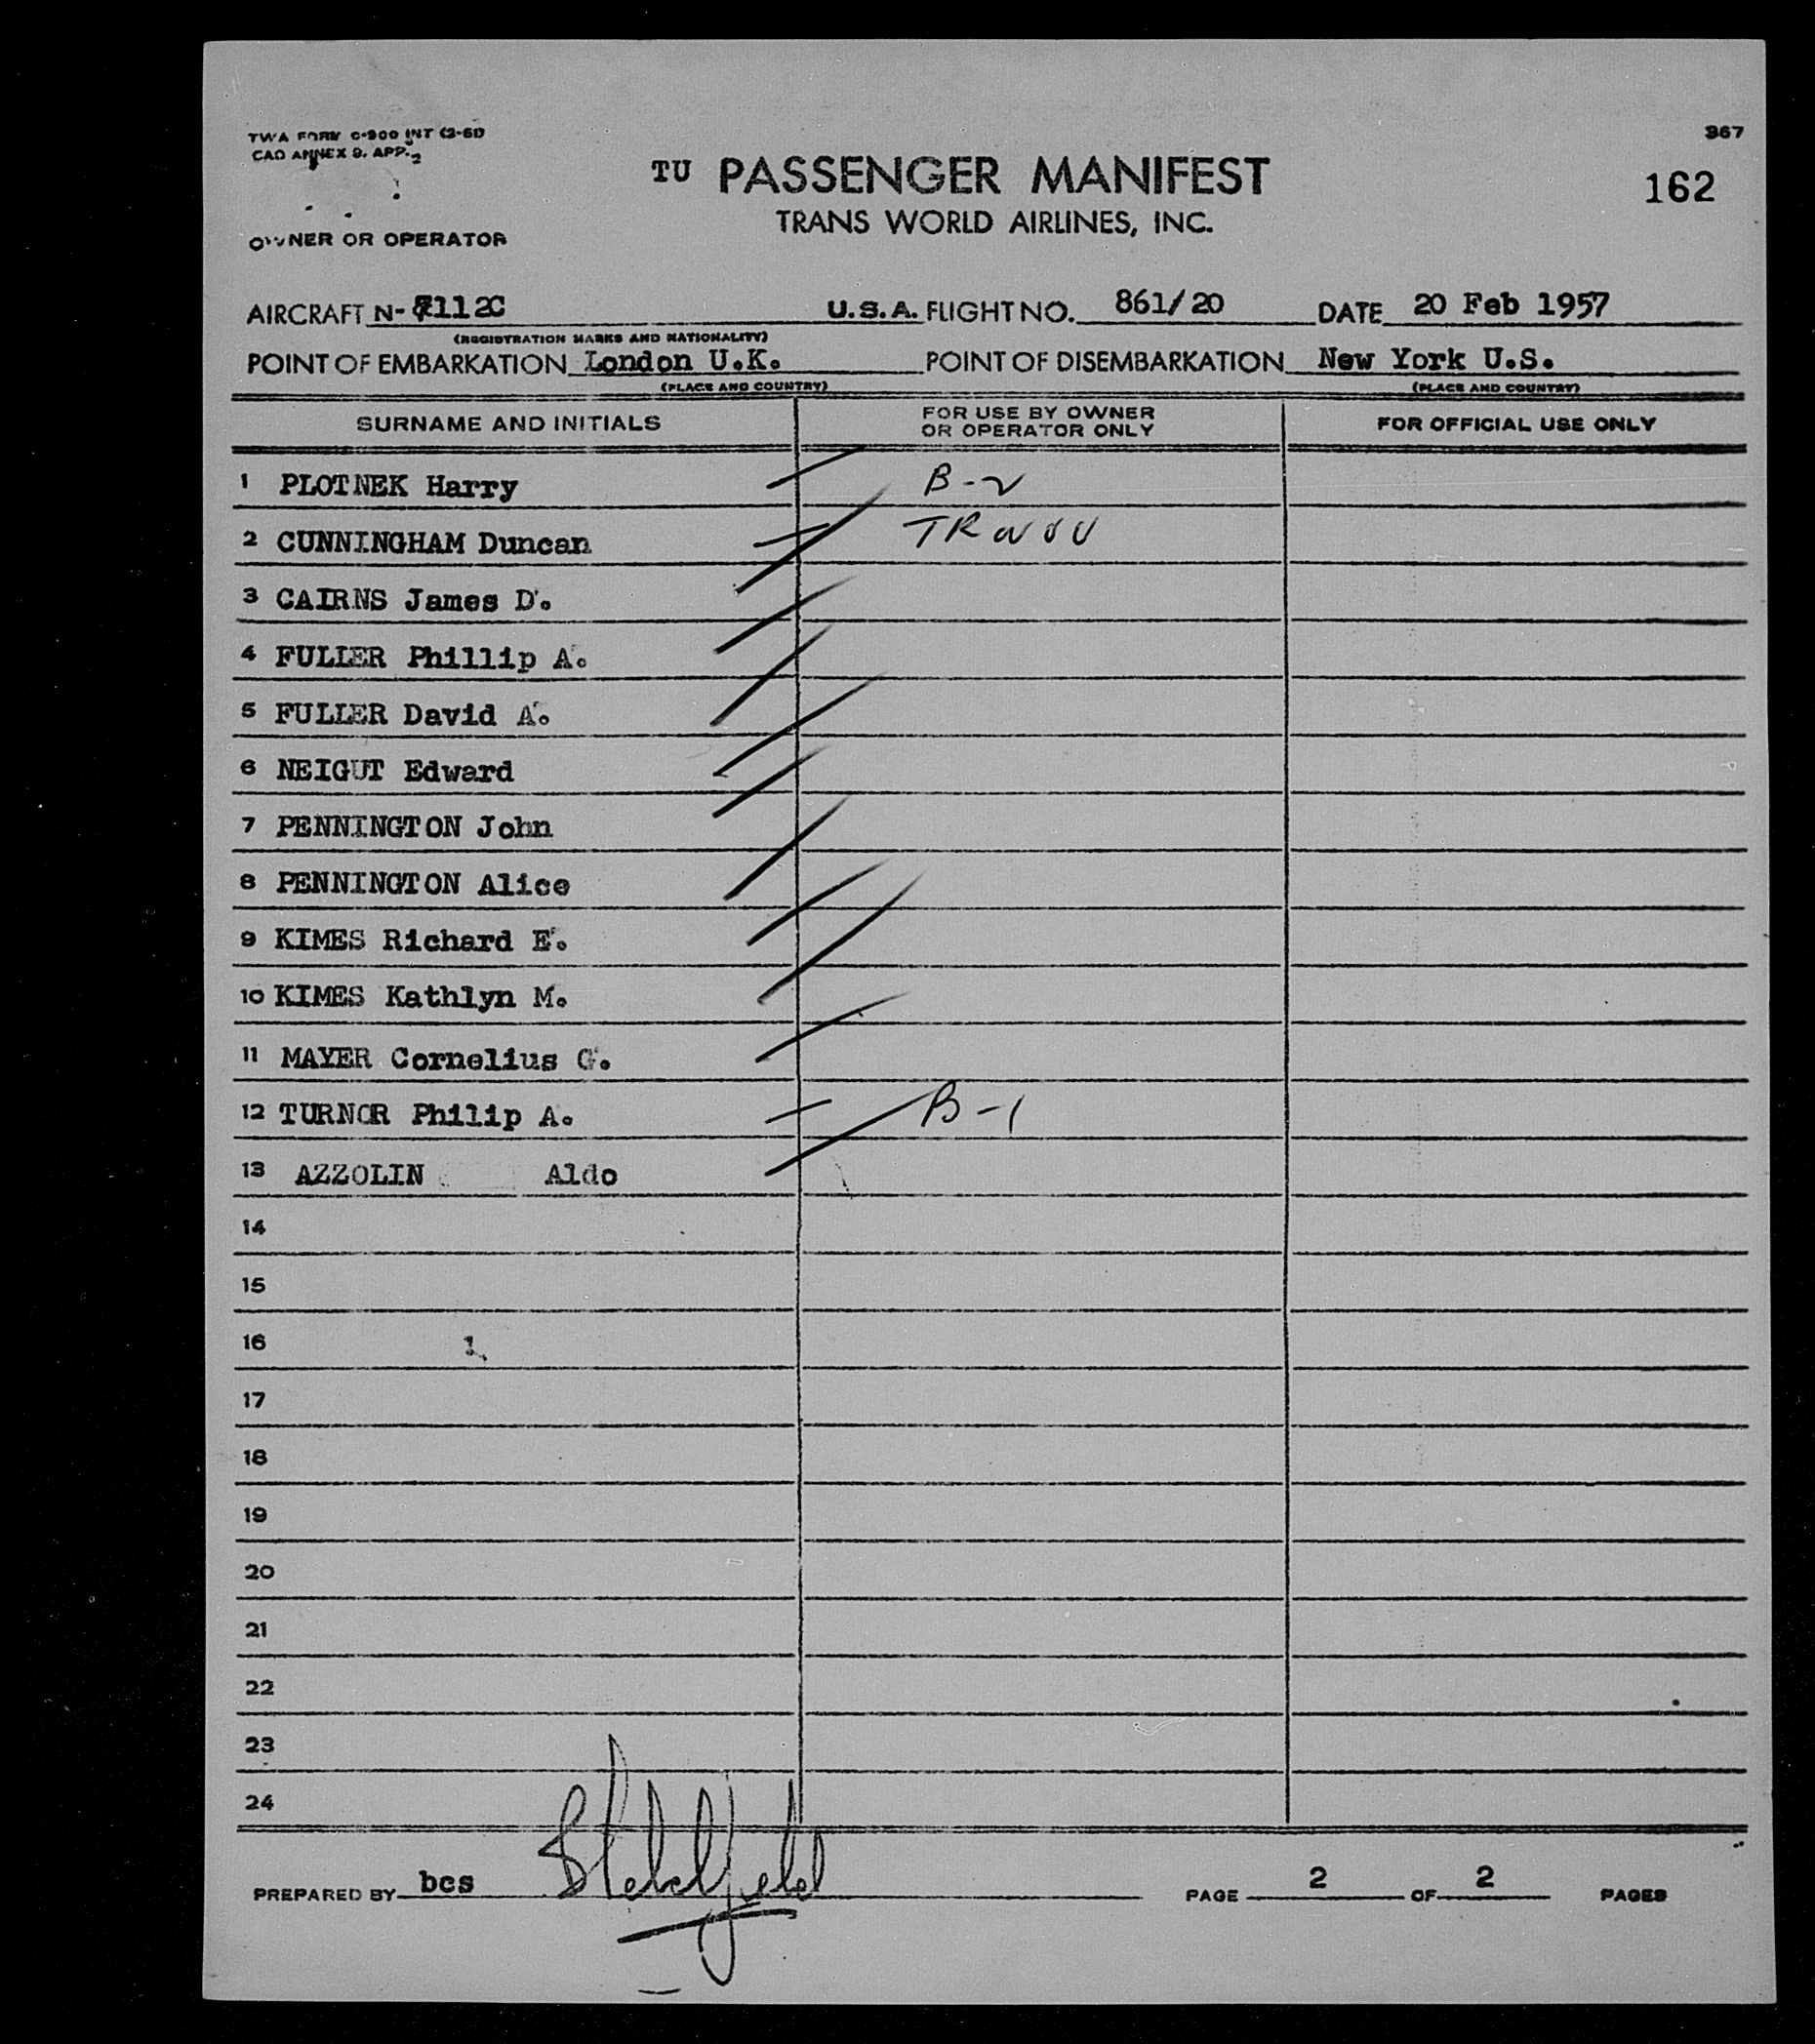 TWA FORM C-900 INT (3-51)
367
CAO ANNEX 9. APP. 2
TU PASSENGER MANIFEST
162
TRANS WORLD AIRLINES, INC.
OWNER OR OPERATOR
AIRCRAFT N-7112C U.S.A. FLIGHT NO. 861/20 DATE 20 Feb 1957
(REGISTRATION MARKS AND NATIONALITY)
POINT OF EMBARKATION London U.K. POINT OF DISEMBARKATION New York U.S.
(PLACE AND COUNTRY) (PLACE AND COUNTRY)
SURNAME AND INITIALS FOR USE BY OWNER OR OPERATOR ONLY FOR OFFICIAL USE ONLY
1 PLOTNEK Harry B-2
2 CUNNINGHAM Duncan TR
3 CAIRNS James D.
4 FULLER Phillip A.
5 FULLER David A.
6 NEIGUT Edward
7 PENNINGTON John
8 PENNINGTON Alice
9 KIMES Richard E.
10 KIMES Kathlyn M.
11 MAYER Cornelius G.
12 TURNOR Philip A. B-1
13 AZZOLIN Aldo
14
15
16
17
18
19
20
21
22
23
24
PREPARED BY bcs PAGE 2 OF 2 PAGES